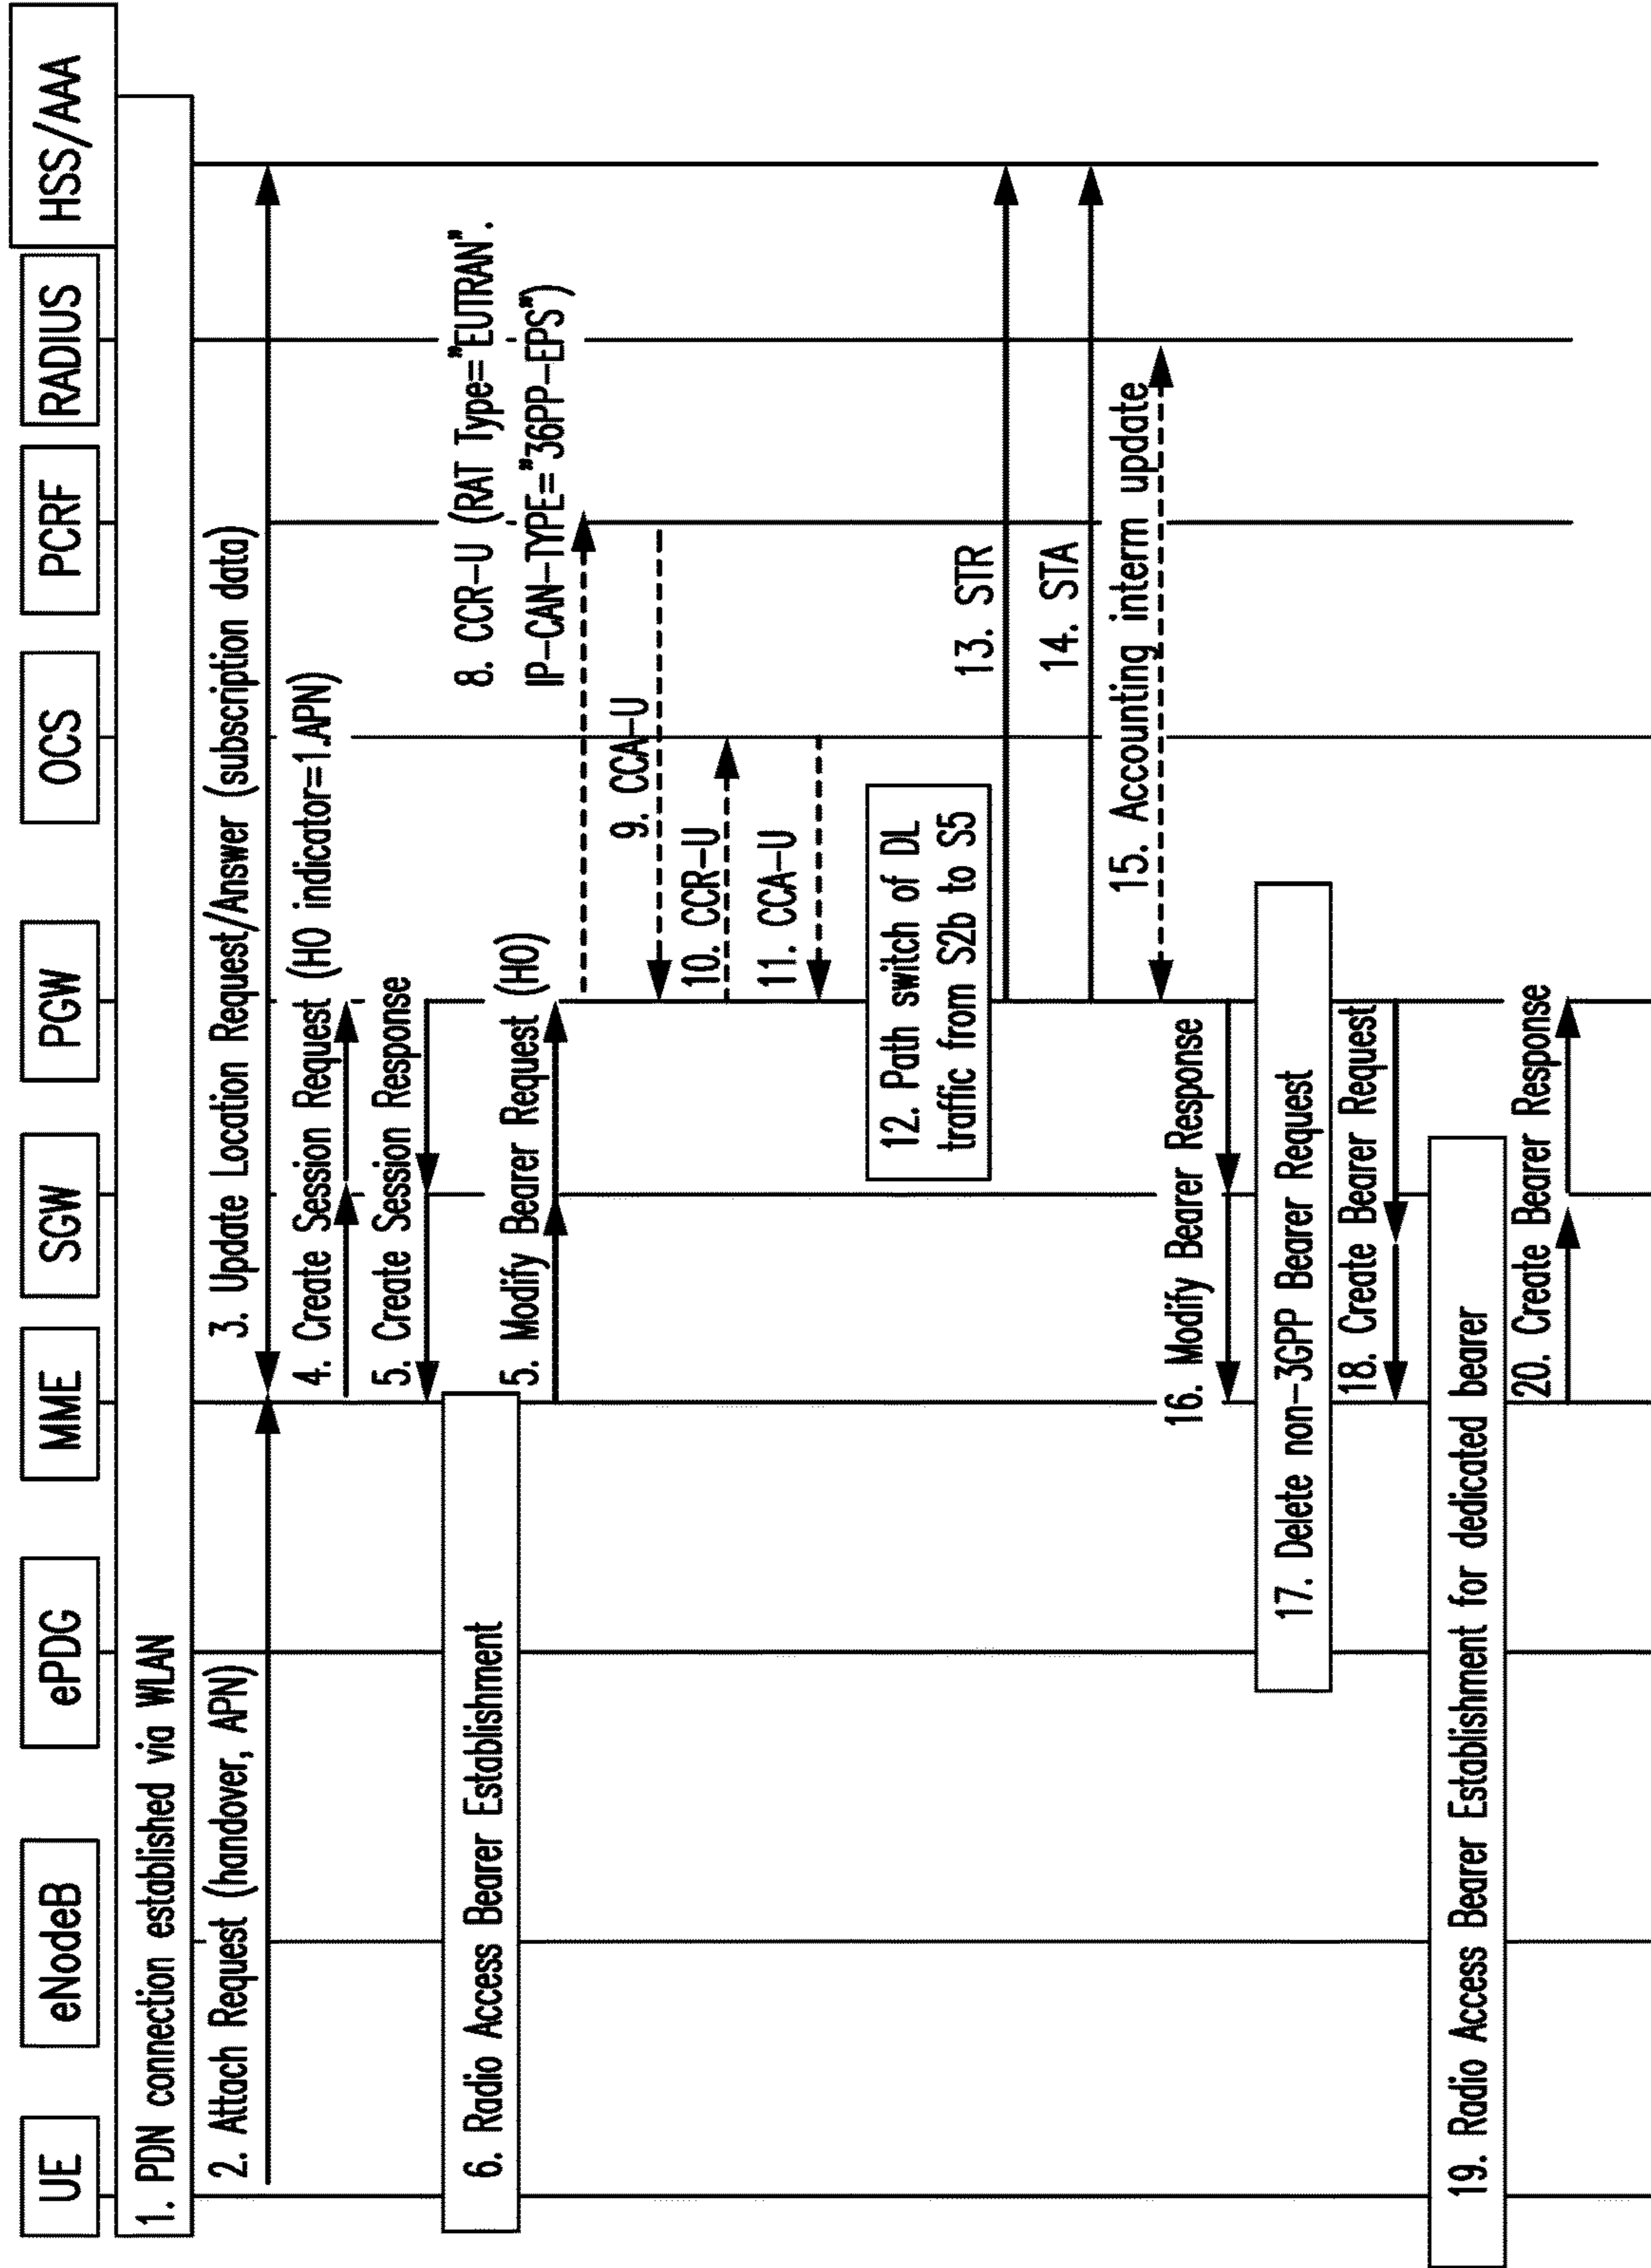 UE
eNodeB
ePDG
MME
SGW
PGW
OCS
PCRF
RADIUS
HSS/AAA
1. PDN connection established via WLAN
2. Attach Request (handover, APN)
3. Update Location Request/Answer (subscription data)
4. Create Session Request (HO indicator=1.APN)
5. Create Session Response
6. Radio Access Bearer Establishment
5. Modify Bearer Request (HO)
8. CCR-U (RAT Type="EUTRAN".
IP-CAN-TYPE="36PP-EPS")
9. CCA-U
10. CCR-U
11. CCA-U
12. Path switch of DL
traffic from S2b to S5
13. STR
14. STA
15. Accounting interm update
16. Modify Bearer Response
17. Delete non-3GPP Bearer Request
18. Create Bearer Request
19. Radio Access Bearer Establishment for dedicated bearer
20. Create Bearer Response